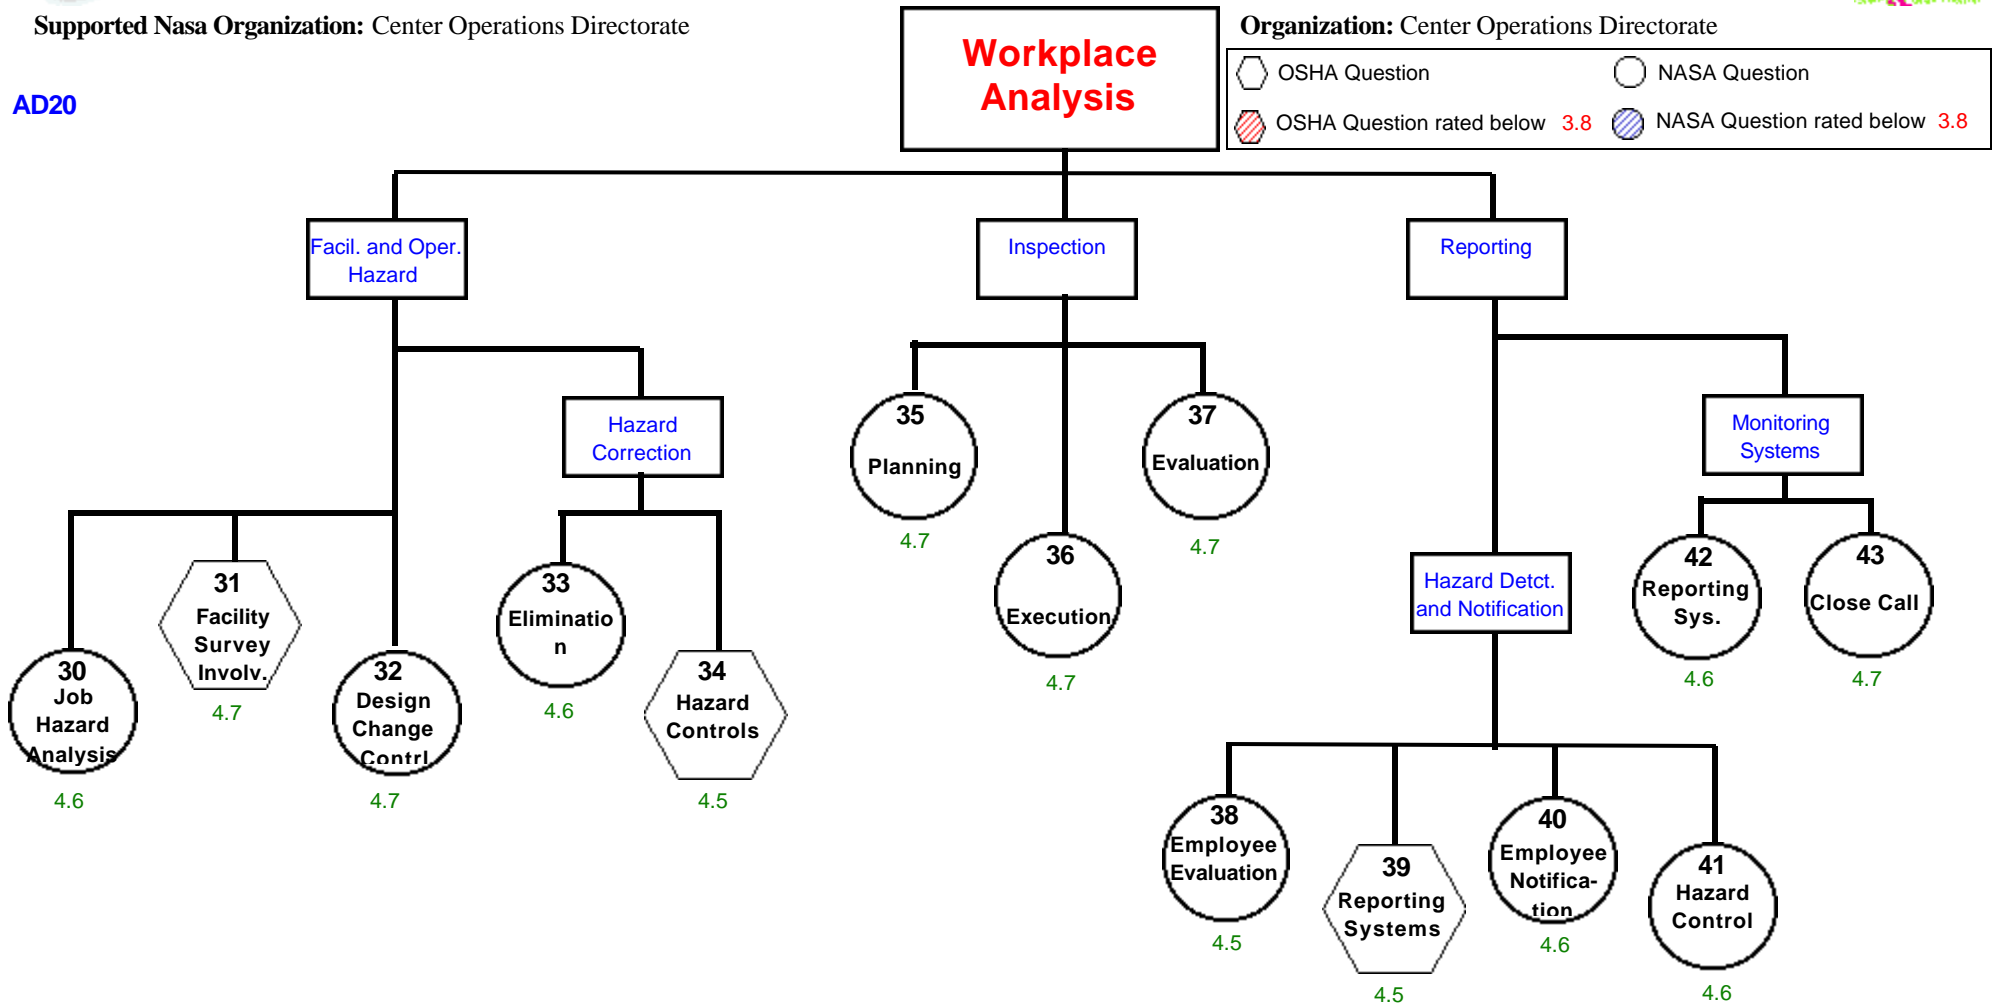 Supported Nasa Organization: Center Operations Directorate
Organization: Center Operations Directorate
AD20
Workplace
Analysis
OSHA Question
NASA Question
OSHA Question rated below 3.8
NASA Question rated below 3.8
Facil. and Oper.
Hazard
Inspection
Reporting
Hazard
Correction
Monitoring
Systems
Hazard Detct.
and Notification
30
Job
Hazard
Analysis
4.6
31
Facility
Survey
Involv.
4.7
32
Design
Change
Contrl
4.7
33
Eliminatio
n
4.6
34
Hazard
Controls
4.5
35
Planning
4.7
36
Execution
4.7
37
Evaluation
4.7
38
Employee
Evaluation
4.5
39
Reporting
Systems
4.5
40
Employee
Notifica-
tion
4.6
41
Hazard
Control
4.6
42
Reporting
Sys.
4.6
43
Close Call
4.7